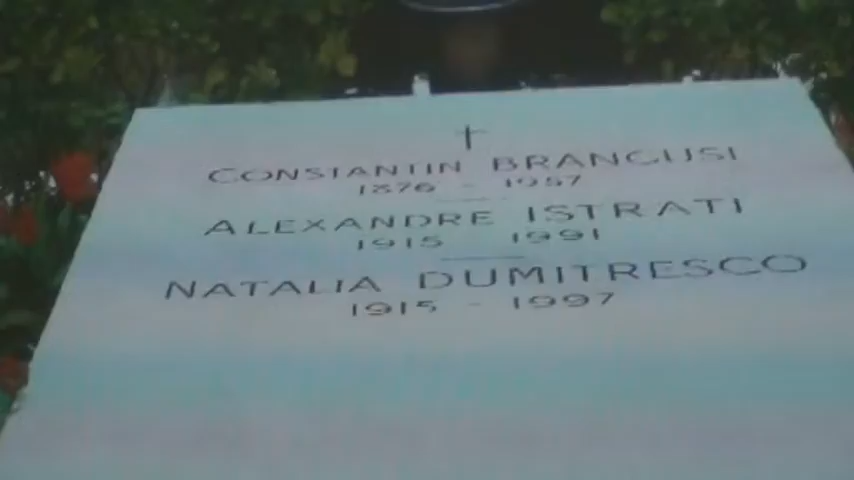 CONSTANTIN BRANCUSI
1876 - 1957
ALEXANDRE ISTRATI
1915 1991
NATALIA DUMITRESCO
1915 - 1997